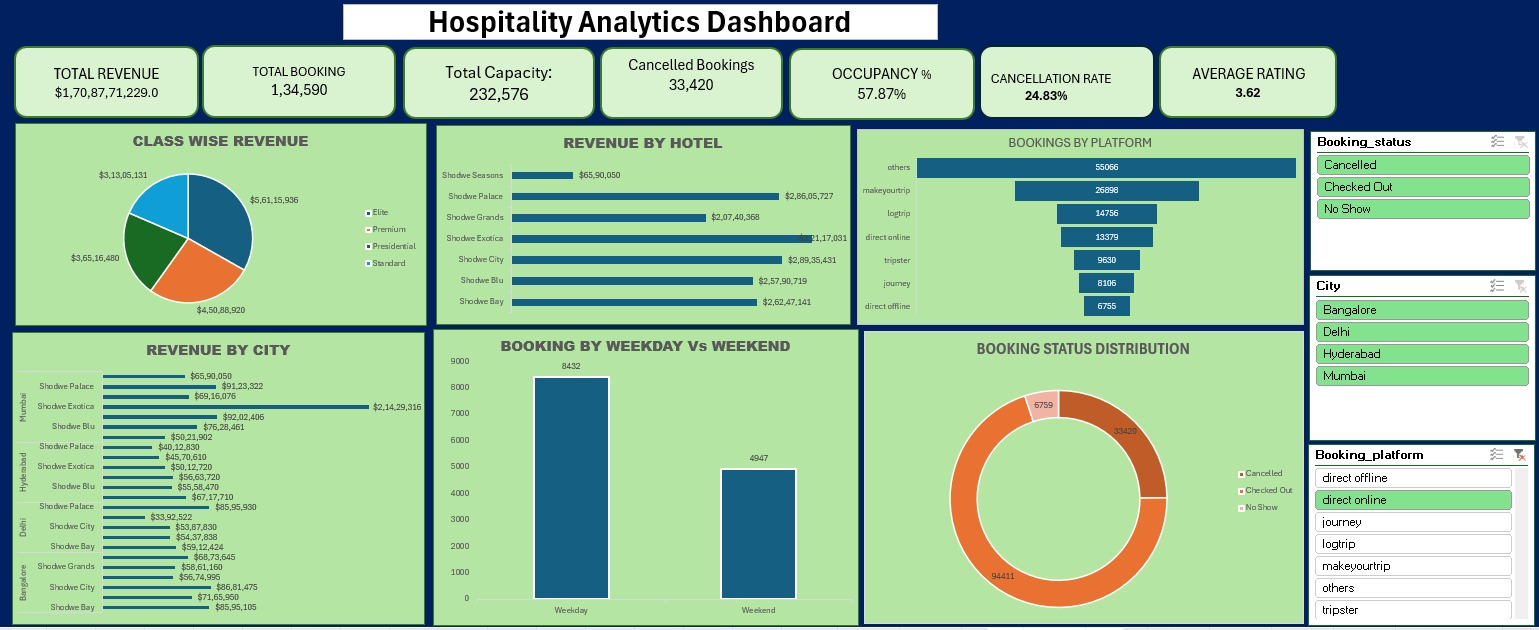 Hospitality Analytics Dashboard
TOTAL REVENUE
$1,70,87,71,229.0
TOTAL BOOKING
1,34,590
Total Capacity:
232,576
Cancelled Bookings
33,420
OCCUPANCY %
57.87%
CANCELLATION RATE
24.83%
AVERAGE RATING
3.62
CLASS WISE REVENUE
$3,13,05,131
$5,61,15,936
$3,65,16,480
$4,50,88,920
Elite
Premium
Presidential
Standard
REVENUE BY HOTEL
Shodwe Seasons $65,90,050
Shodwe Palace $2,86,05,727
Shodwe Grands $2,07,40,368
Shodwe Exotica
Shodwe City $2,89,35,431
Shodwe Blu $2,57,90,719
Shodwe Bay $2,62,47,141
BOOKINGS BY PLATFORM
others 55066
makeyourtrip 26898
logtrip 14756
direct online 13379
tripster 9630
journey 8106
direct offline 6755
Booking_status
Cancelled
Checked Out
No Show
City
Bangalore
Delhi
Hyderabad
Mumbai
Booking_platform
direct offline
direct online
journey
logtrip
makeyourtrip
others
tripster
REVENUE BY CITY
Mumbai
$65,90,050
Shodwe Palace $91,23,322
$69,16,076
Shodwe Exotica $2,14,29,316
$92,02,406
Shodwe Blu $76,28,461
$50,21,902
Hyderabad
Shodwe Palace $40,12,830
$45,70,610
Shodwe Exotica $50,12,720
$56,63,720
Shodwe Blu $55,58,470
$67,17,710
Delhi
Shodwe Palace $85,95,930
$33,92,522
Shodwe City $53,87,830
$54,37,838
Shodwe Bay $59,12,424
Bangalore
$68,73,645
Shodwe Grands $58,61,160
$56,74,995
Shodwe City $86,81,475
$71,65,950
Shodwe Bay $85,95,105
BOOKING BY WEEKDAY Vs WEEKEND
9000
8000
7000
6000
5000
4000
3000
2000
1000
0
8432
4947
Weekday
Weekend
BOOKING STATUS DISTRIBUTION
6759
33420
94411
Cancelled
Checked Out
No Show